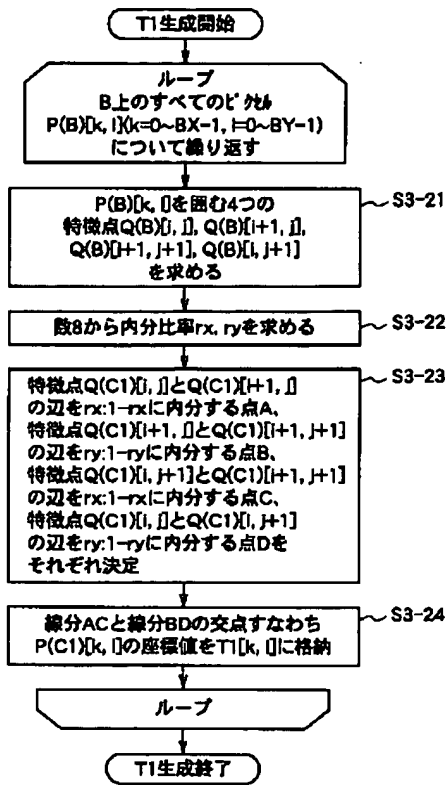 T1生成開始
ループ
B上のすべてのピクセル
P(B)[k, l](k=0~BX-1, l=0~BY-1)
について繰り返す
P(B)[k, l]を囲む4つの
特徴点Q(B)[i, j], Q(B)[i+1, j],
Q(B)[i+1, j+1], Q(B)[i, j+1]
を求める
S3-21
数8から内分比率rx, ryを求める
S3-22
特徴点Q(C1)[i, j]とQ(C1)[i+1, j]
の辺をrx:1-rxに内分する点A、
特徴点Q(C1)[i+1, j]とQ(C1)[i+1, j+1]
の辺をry:1-ryに内分する点B、
特徴点Q(C1)[i, j+1]とQ(C1)[i+1, j+1]
の辺をrx:1-rxに内分する点C、
特徴点Q(C1)[i, j]とQ(C1)[i, j+1]
の辺をry:1-ryに内分する点Dを
それぞれ決定
S3-23
線分ACと線分BDの交点すなわち
P(C1)[k, l]の座標値をT1[k, l]に格納
S3-24
ループ
T1生成終了